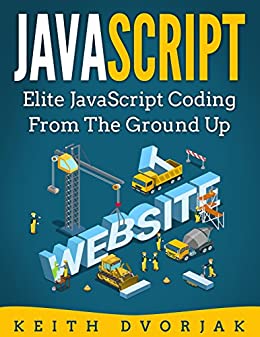 JAVASCRIPT
Elite JavaScript Coding
From The Ground Up
WEBSITE
KEITH DVORJAK